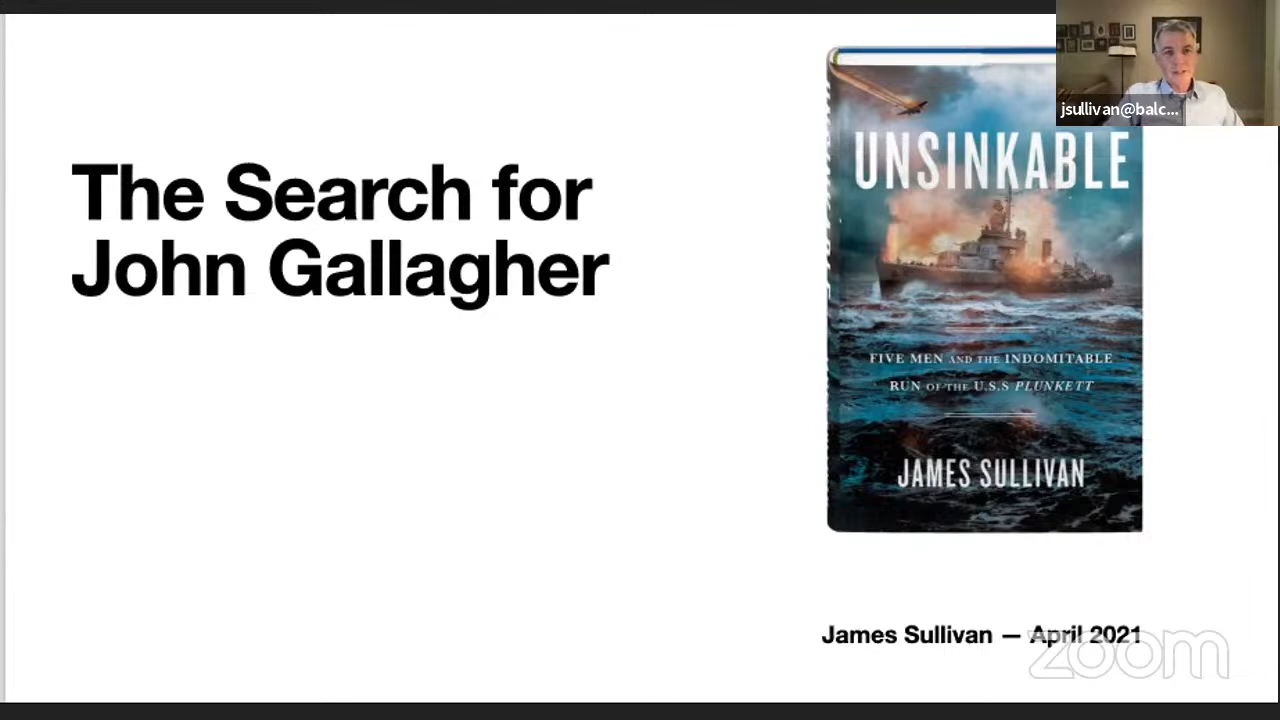 The Search for
John Gallagher
jsullivan@balc...
UNSINKABLE
FIVE MEN AND THE INDOMITABLE
RUN OF THE U.S.S PLUNKETT
JAMES SULLIVAN
James Sullivan — April 2021
zoom